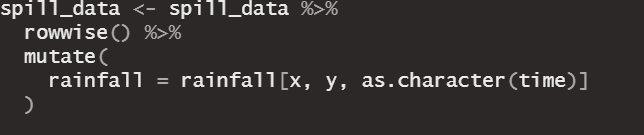 spill_data <- spill_data %>%
  rowwise() %>%
  mutate(
    rainfall = rainfall[x, y, as.character(time)]
  )